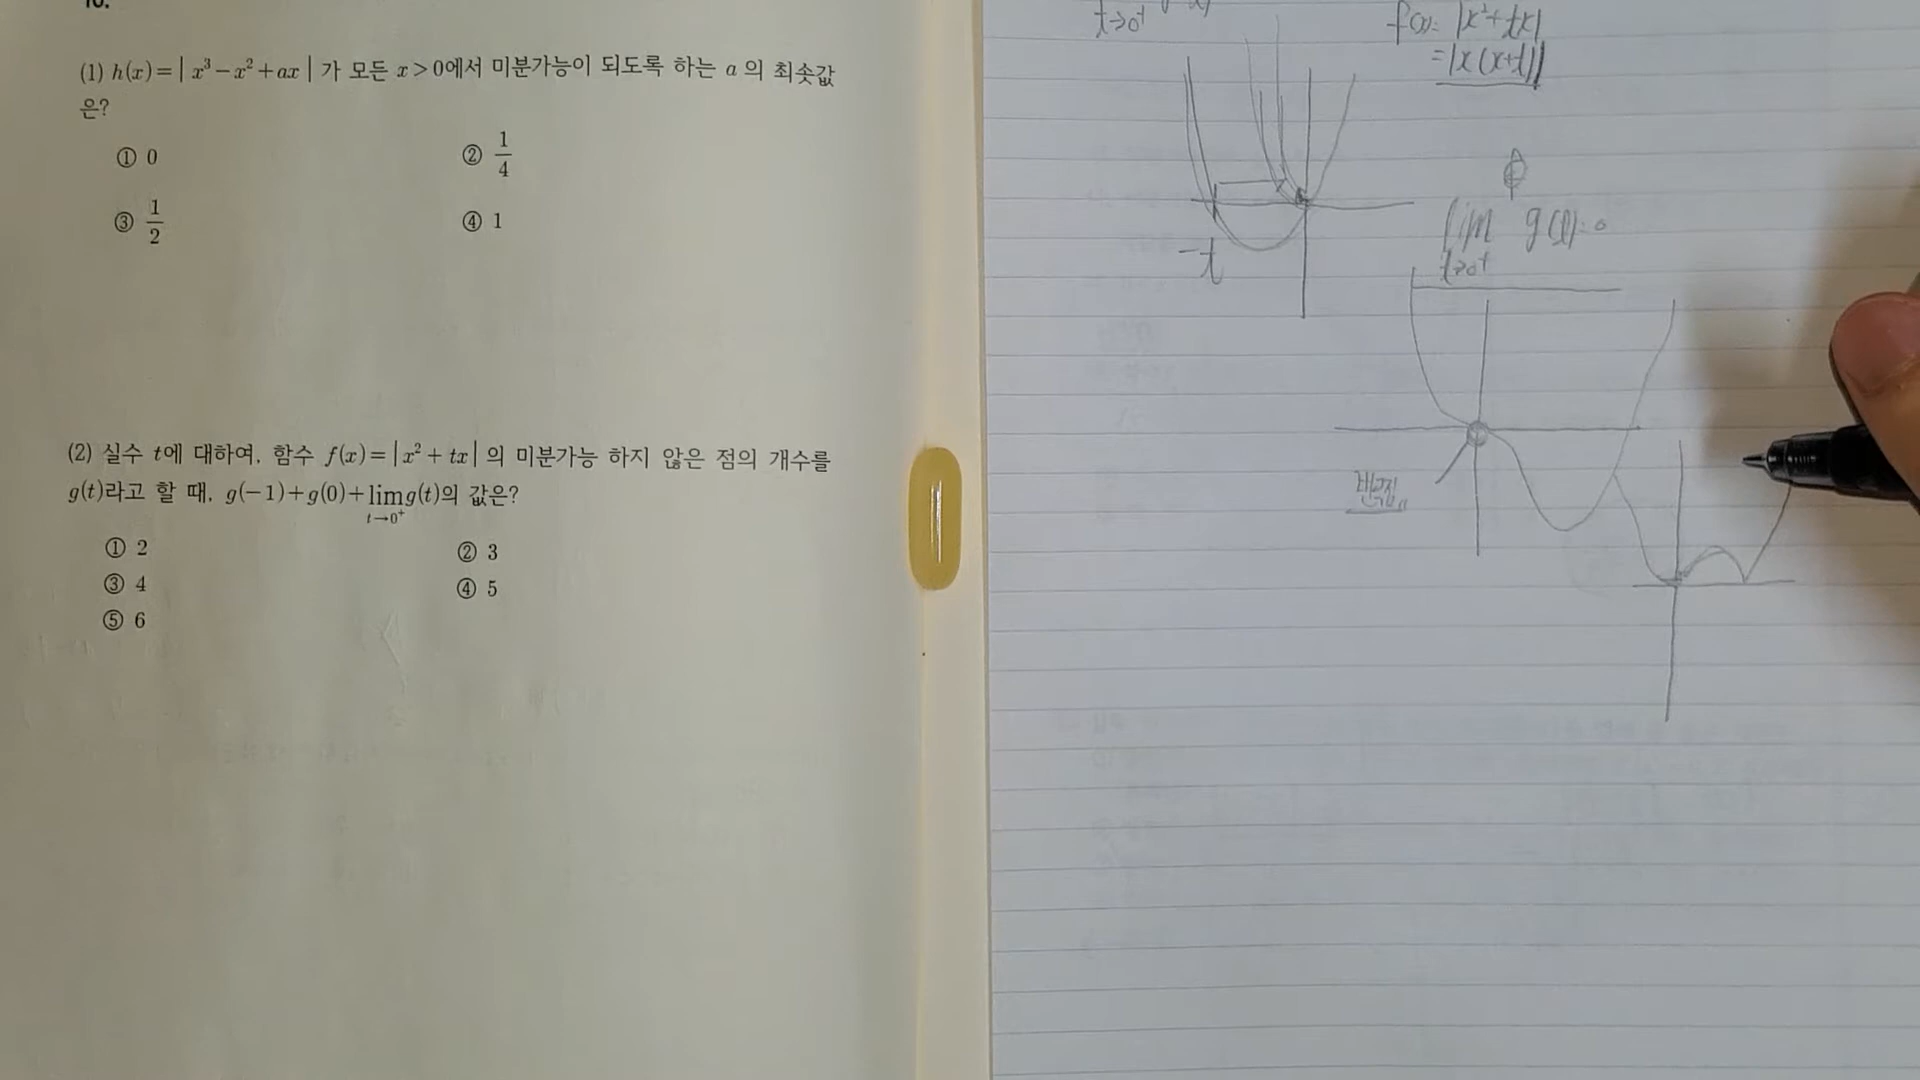 (1) h(x)=| x³-x²+ax | 가 모든 x>0에서 미분가능이 되도록 하는 a 의 최솟값
은?
① 0 ② 1/4
③ 1/2 ④ 1
(2) 실수 t에 대하여, 함수 f(x)=| x²+tx | 의 미분가능 하지 않은 점의 개수를
g(t)라고 할 때, g(-1)+g(0)+lim g(t)의 값은?
t→0⁺
① 2 ② 3
③ 4 ④ 5
⑤ 6
t→0⁺
f(x)= |x²+tx|
=|x(x+t)|
-t
lim g(t)=0
t→0⁺